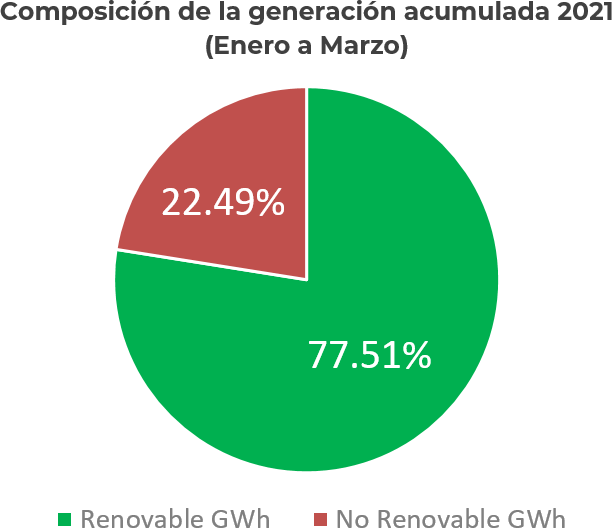 Composición de la generación acumulada 2021
(Enero a Marzo)
22.49%
77.51%
Renovable GWh
No Renovable GWh